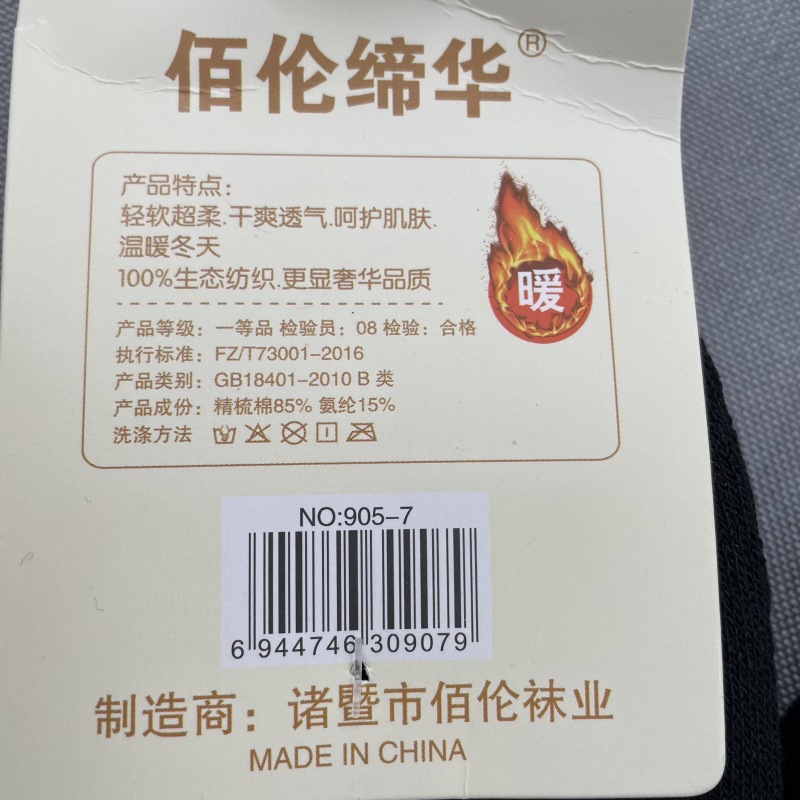 佰伦缔华®
产品特点：
轻软超柔.干爽透气.呵护肌肤.
温暖冬天
100%生态纺织.更显奢华品质
暖
产品等级：一等品 检验员：08 检验：合格
执行标准：FZ/T73001-2016
产品类别：GB18401-2010 B 类
产品成份：精梳棉85% 氨纶15%
洗涤方法
NO:905-7
6 944746 309079
制造商：诸暨市佰伦袜业
MADE IN CHINA